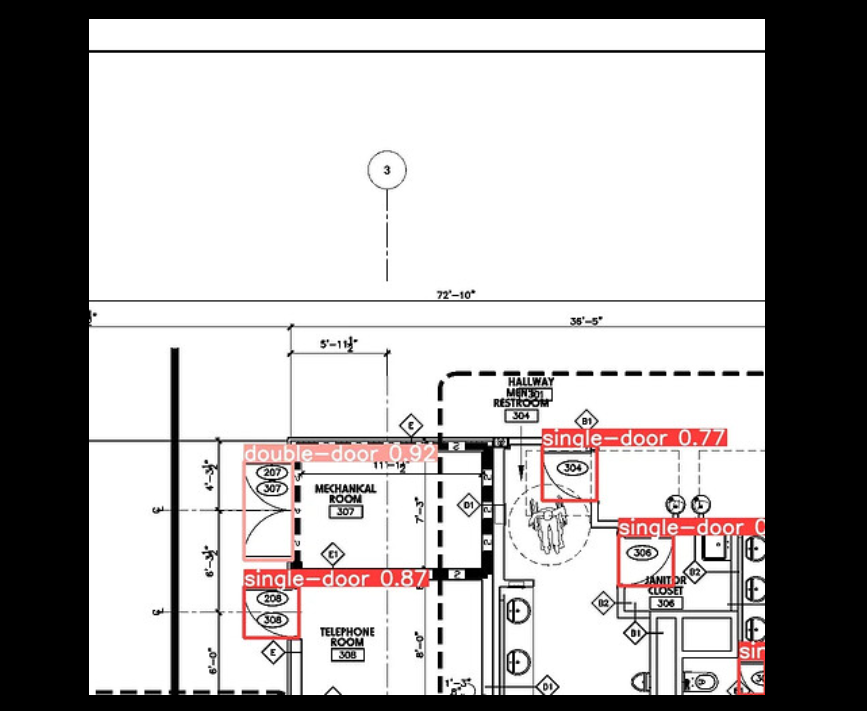 3
72'-10"
36'-5"
5'-11½"
HALLWAY
301
MEN'S
RESTROOM
304
E
B1
single-door 0.77
double-door 0.92
11'-1½"
207
307
304
4'-3½"
MECHANICAL
ROOM
307
7'-3"
D1
single-door 0
306
E1
6'-3½"
single-door 0.87
JANITOR
CLOSET
306
B2
B2
208
308
TELEPHONE
ROOM
308
8'-0"
B1
E
6'-0"
sin
1'-3"
D1